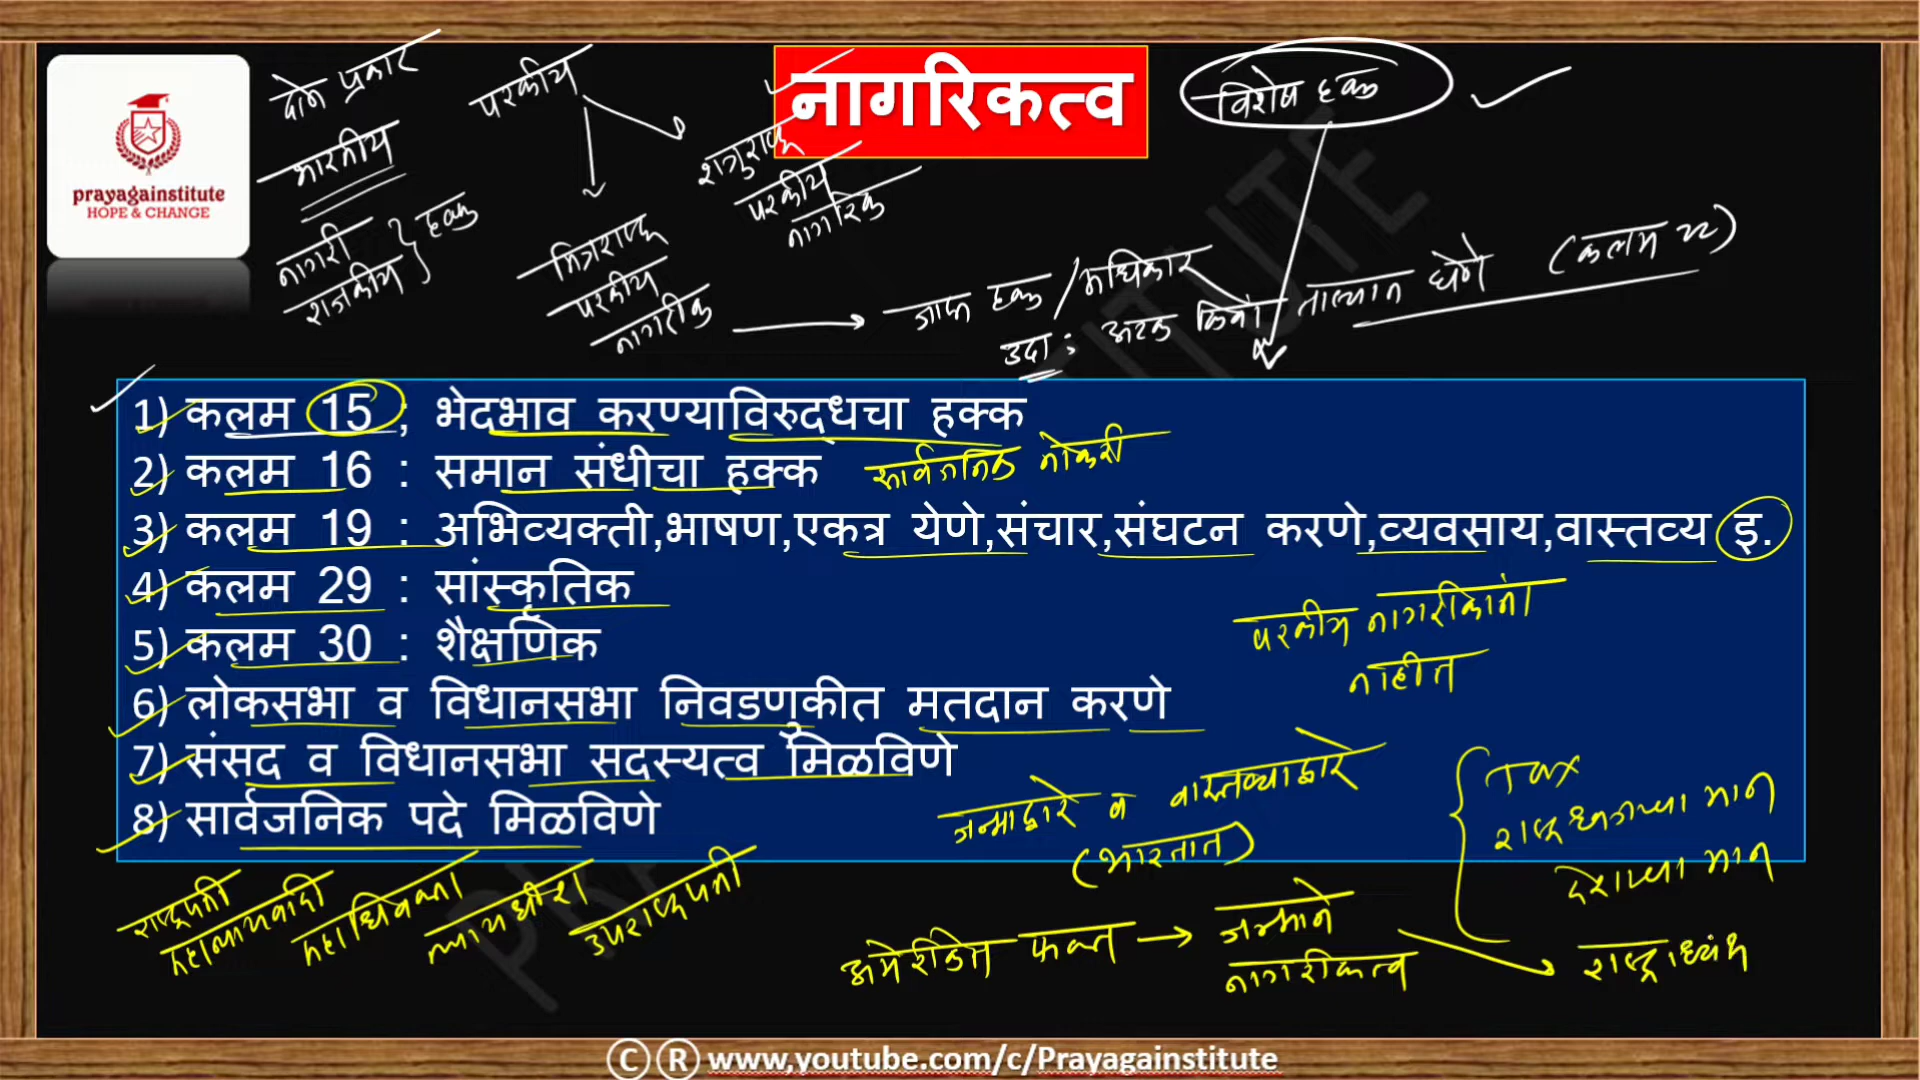 prayagainstitute
HOPE & CHANGE
दोन प्रकार
भारतीय
नागरी
राजकीय } हक्क
परकीय
मित्रराष्ट्र
परकीय
नागरीक
शत्रुराष्ट्र
परकीय
नागरिक
नागरिकत्व
विशेष हक्क
जास्त हक्क / अधिकार
उदा : अटक किंवा ताब्यात घेणे (कलम २२)
1) कलम 15 ; भेदभाव करण्याविरुद्धचा हक्क
2) कलम 16 : समान संधीचा हक्क सार्वजनिक नोकरी
3) कलम 19 : अभिव्यक्ती,भाषण,एकत्र येणे,संचार,संघटन करणे,व्यवसाय,वास्तव्य इ.
4) कलम 29 : सांस्कृतिक
5) कलम 30 : शैक्षणिक
परकीय नागरीकांना
नाहीत
6) लोकसभा व विधानसभा निवडणुकीत मतदान करणे
7) संसद व विधानसभा सदस्यत्व मिळविणे
8) सार्वजनिक पदे मिळविणे
जन्माद्वारे व वास्तव्याद्वारे
(भारतात)
Tax
राष्ट्रध्वजाचा मान
देशाचा मान
राष्ट्रपती
महान्यायवादी
महाधिवक्ता
न्यायधीश
उपराष्ट्रपती
अमेरीकेत फक्त → जन्माने
नागरीकत्व
राष्ट्राध्यक्ष
© ® www.youtube.com/c/Prayagainstitute